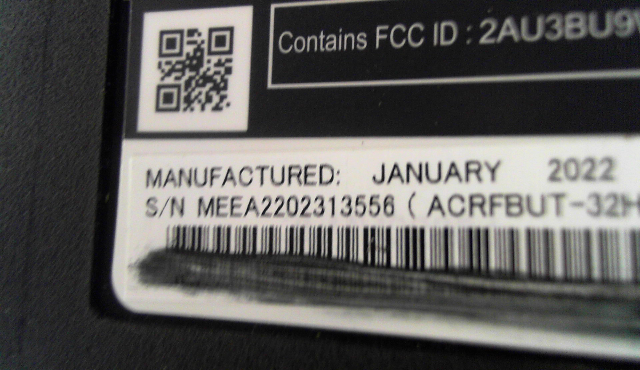 Contains FCC ID : 2AU3BU9
MANUFACTURED: JANUARY 2022
S/N MEEA2202313556 ( ACRFBUT-32H